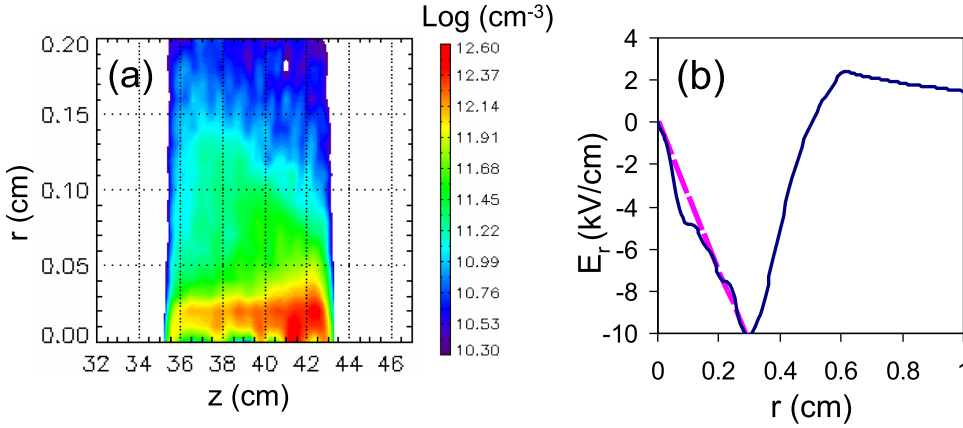 Log (cm-3)
(a)
0.20
0.15
0.10
0.05
0.00
r (cm)
32 34 36 38 40 42 44 46
z (cm)
12.60
12.37
12.14
11.91
11.68
11.45
11.22
10.99
10.76
10.53
10.30
(b)
4
2
0
-2
-4
-6
-8
-10
Er (kV/cm)
0 0.2 0.4 0.6 0.8 1
r (cm)